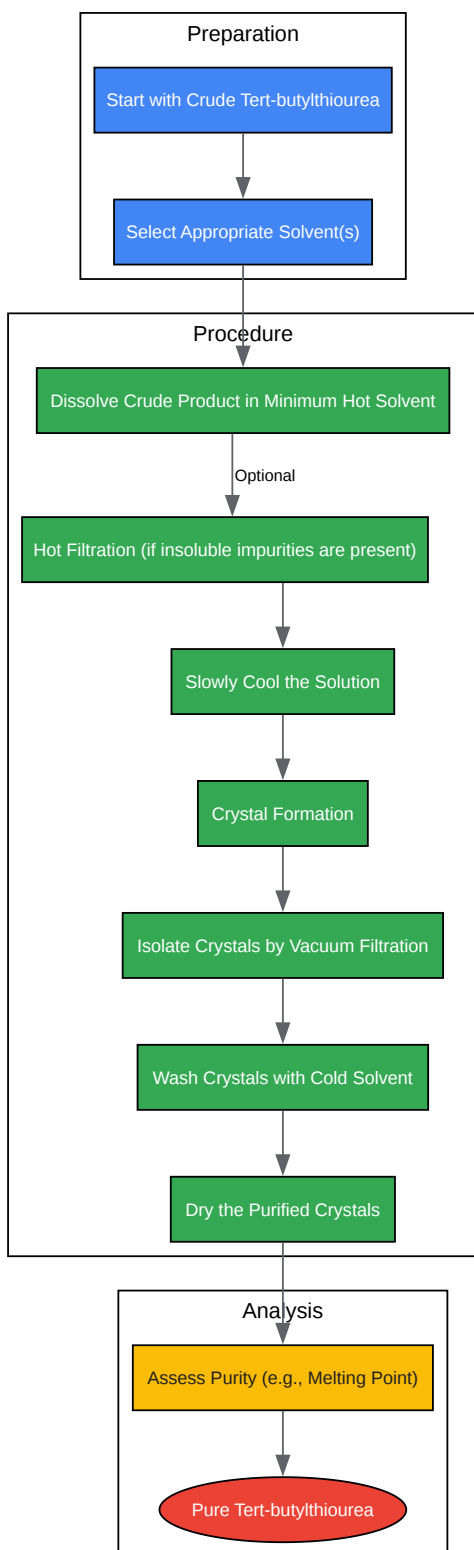 Preparation
Start with Crude Tert-butylthiourea
Select Appropriate Solvent(s)
Procedure
Dissolve Crude Product in Minimum Hot Solvent
Optional
Hot Filtration (if insoluble impurities are present)
Slowly Cool the Solution
Crystal Formation
Isolate Crystals by Vacuum Filtration
Wash Crystals with Cold Solvent
Dry the Purified Crystals
Analysis
Assess Purity (e.g., Melting Point)
Pure Tert-butylthiourea